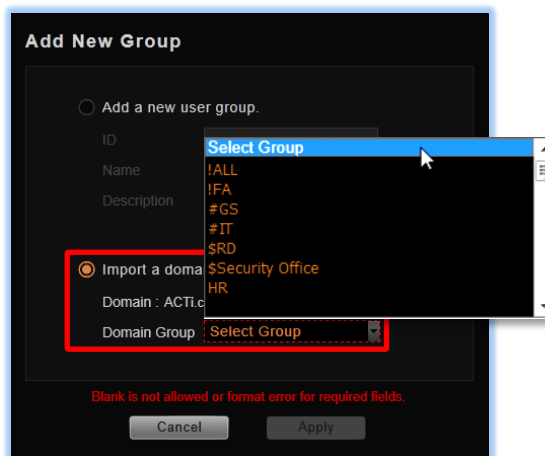 Add New Group
Add a new user group.
ID
Name
Description
Select Group
!ALL
!FA
#GS
#IT
$RD
$Security Office
HR
Import a doma
Domain : ACTi.c
Domain Group Select Group
Blank is not allowed or format error for required fields.
Cancel Apply